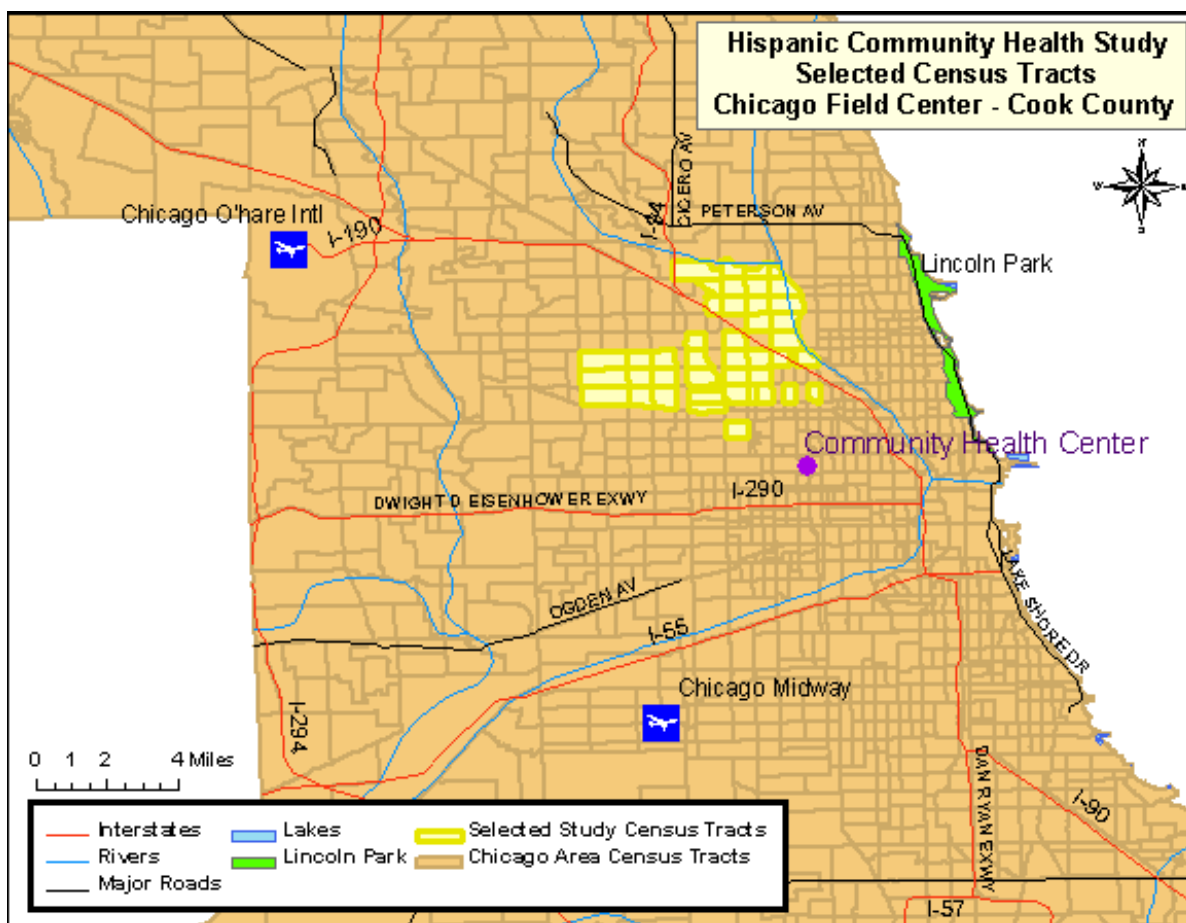 Hispanic Community Health Study
Selected Census Tracts
Chicago Field Center - Cook County
N
W
E
S
CICERO AV
I-94
PETERSON AV
Chicago O'hare Intl
I-190
Lincoln Park
Community Health Center
I-290
DWIGHT D EISENHOWER EXWY
OGDEN AV
I-55
LAKE SHORE DR
Chicago Midway
I-294
0 1 2 4 Miles
DAN RYAN EXWY
I-90
I-57
Interstates
Lakes
Selected Study Census Tracts
Rivers
Lincoln Park
Chicago Area Census Tracts
Major Roads